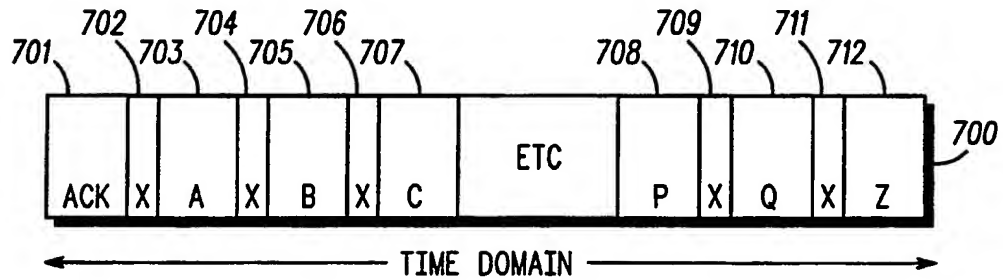 702 704 706 709 711
701 703 705 707 708 710 712
700
ETC
ACK X A X B X C P X Q X Z
TIME DOMAIN